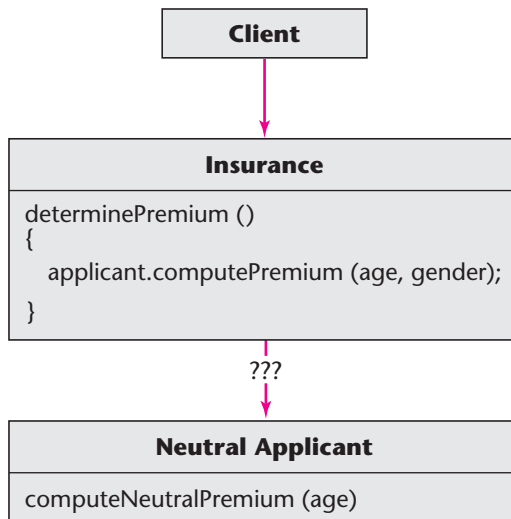 Client
Insurance
determinePremium ()
{
applicant.computePremium (age, gender);
}
???
Neutral Applicant
computeNeutralPremium (age)